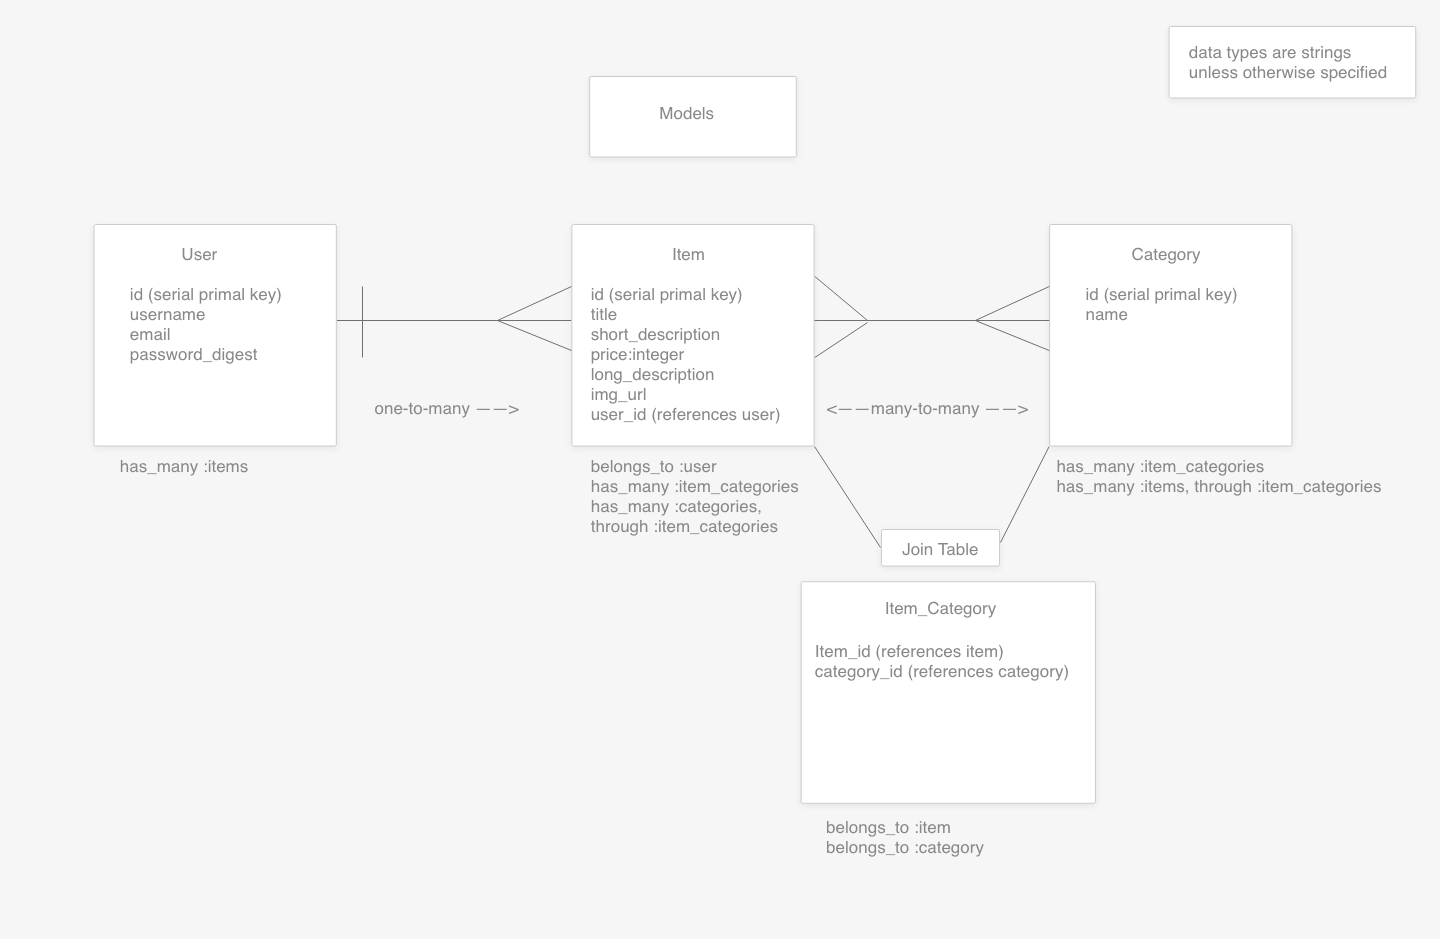 data types are strings
unless otherwise specified
Models
User
id (serial primal key)
username
email
password_digest
has_many :items
one-to-many — —>
Item
id (serial primal key)
title
short_description
price:integer
long_description
img_url
user_id (references user)
belongs_to :user
has_many :item_categories
has_many :categories,
through :item_categories
<— —many-to-many — —>
Category
id (serial primal key)
name
has_many :item_categories
has_many :items, through :item_categories
Join Table
Item_Category
Item_id (references item)
category_id (references category)
belongs_to :item
belongs_to :category